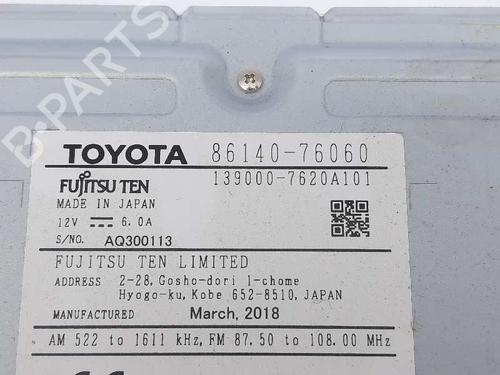 B-PARTS
TOYOTA 86140-76060
FUJITSU TEN 139000-7620A101
MADE IN JAPAN
12V 6.0A
S/NO. AQ300113
FUJITSU TEN LIMITED
ADDRESS 2-28, Gosho-dori 1-chome
Hyogo-ku, Kobe 652-8510, JAPAN
MANUFACTURED March, 2018
AM 522 to 1611 kHz, FM 87.50 to 108.00 MHz